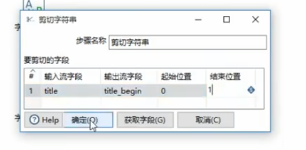 剪切字符串
步骤名称 剪切字符串
要剪切的字段
# 输入流字段 输出流字段 起始位置 结束位置
1 title title_begin 0 1
Help 确定(O) 获取字段(G) 取消(C)